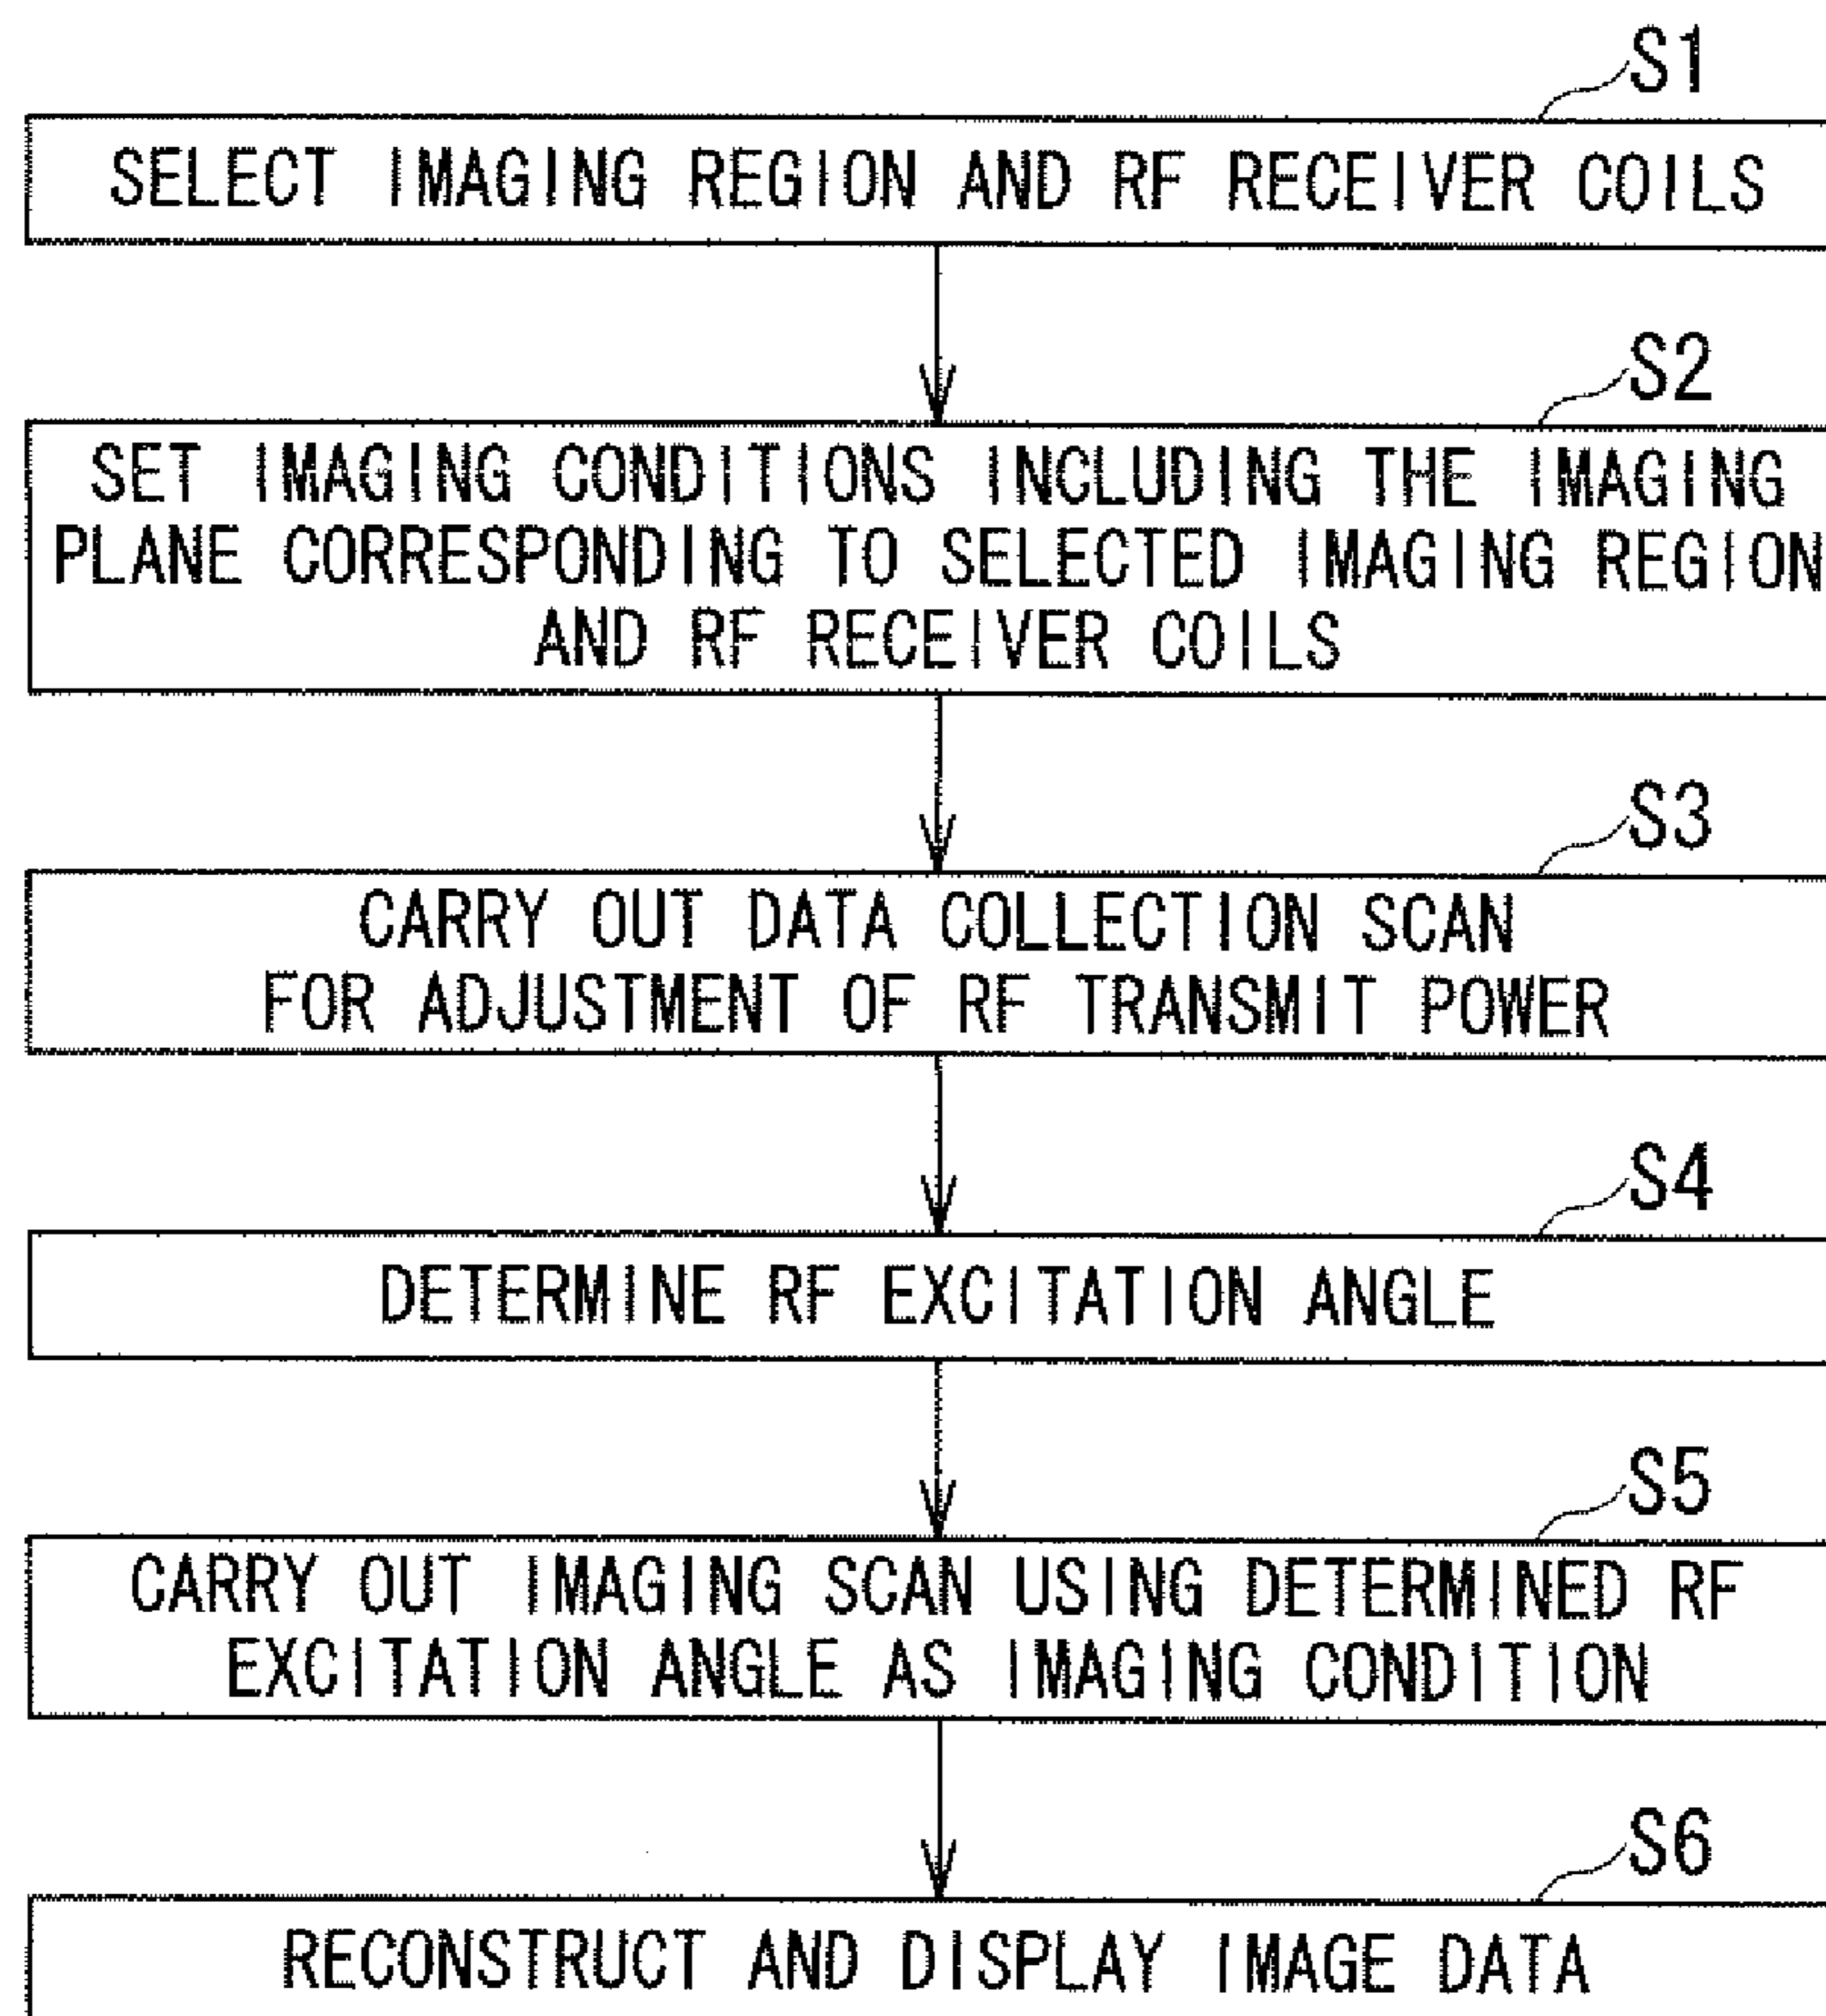 S1
SELECT IMAGING REGION AND RF RECEIVER COILS
S2
SET IMAGING CONDITIONS INCLUDING THE IMAGING
PLANE CORRESPONDING TO SELECTED IMAGING REGION
AND RF RECEIVER COILS
S3
CARRY OUT DATA COLLECTION SCAN
FOR ADJUSTMENT OF RF TRANSMIT POWER
S4
DETERMINE RF EXCITATION ANGLE
S5
CARRY OUT IMAGING SCAN USING DETERMINED RF
EXCITATION ANGLE AS IMAGING CONDITION
S6
RECONSTRUCT AND DISPLAY IMAGE DATA